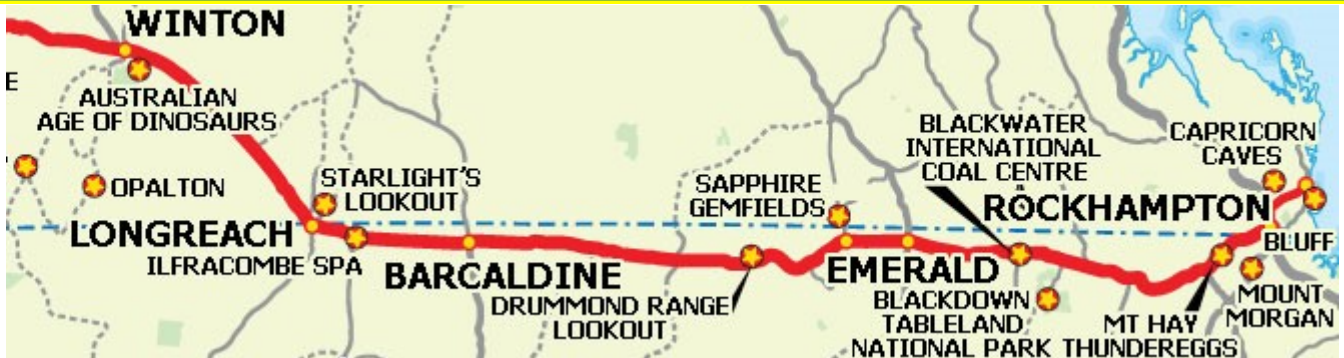 WINTON
E
AUSTRALIAN
AGE OF DINOSAURS
OPALTON
STARLIGHT'S
LOOKOUT
LONGREACH
ILFRACOMBE SPA
BARCALDINE
DRUMMOND RANGE
LOOKOUT
SAPPHIRE
GEMFIELDS
EMERALD
BLACKWATER
INTERNATIONAL
COAL CENTRE
BLACKDOWN
TABLELAND
NATIONAL PARK
CAPRICORN
CAVES
ROCKHAMPTON
BLUFF
MT HAY
THUNDEREGGS
MOUNT
MORGAN